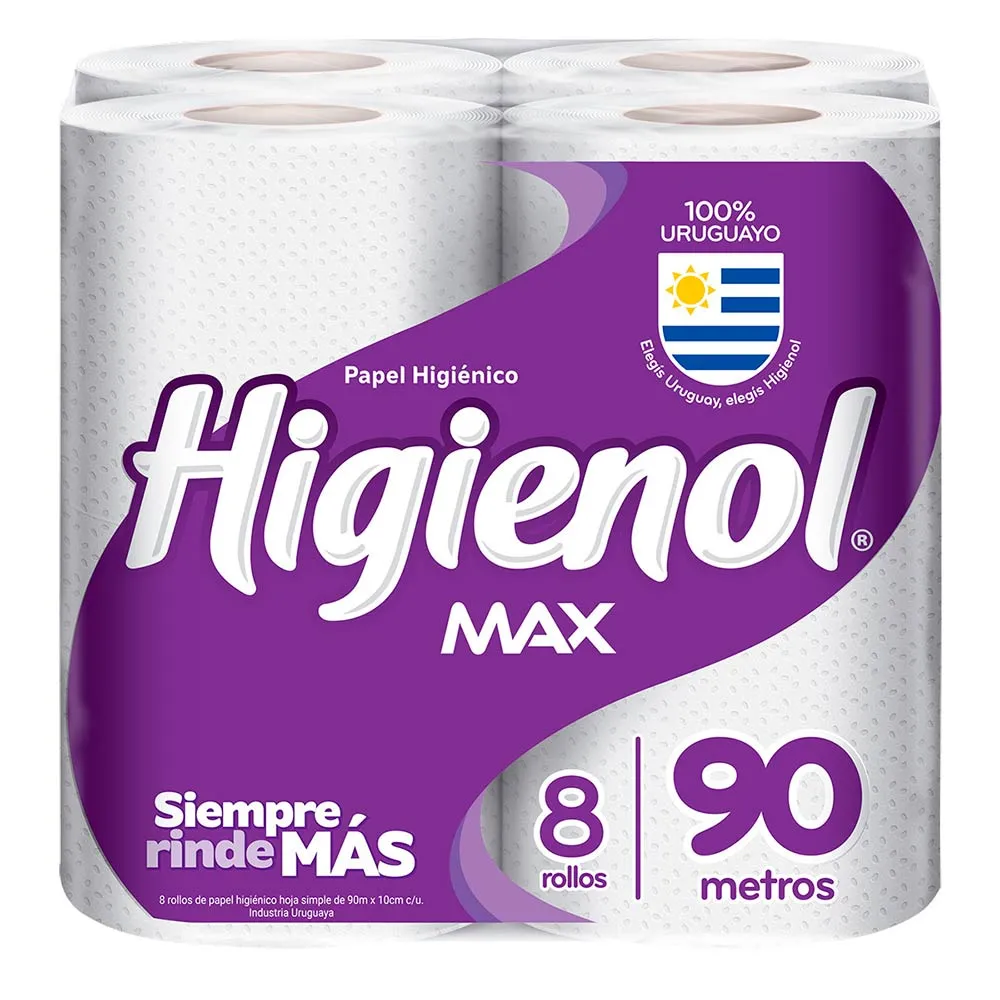 100%
URUGUAYO
Elegís Uruguay, elegís Higienol
Papel Higiénico
Higienol®
MAX
Siempre
rinde MÁS
8
rollos
90
metros
8 rollos de papel higiénico hoja simple de 90m x 10cm c/u.
Industria Uruguaya